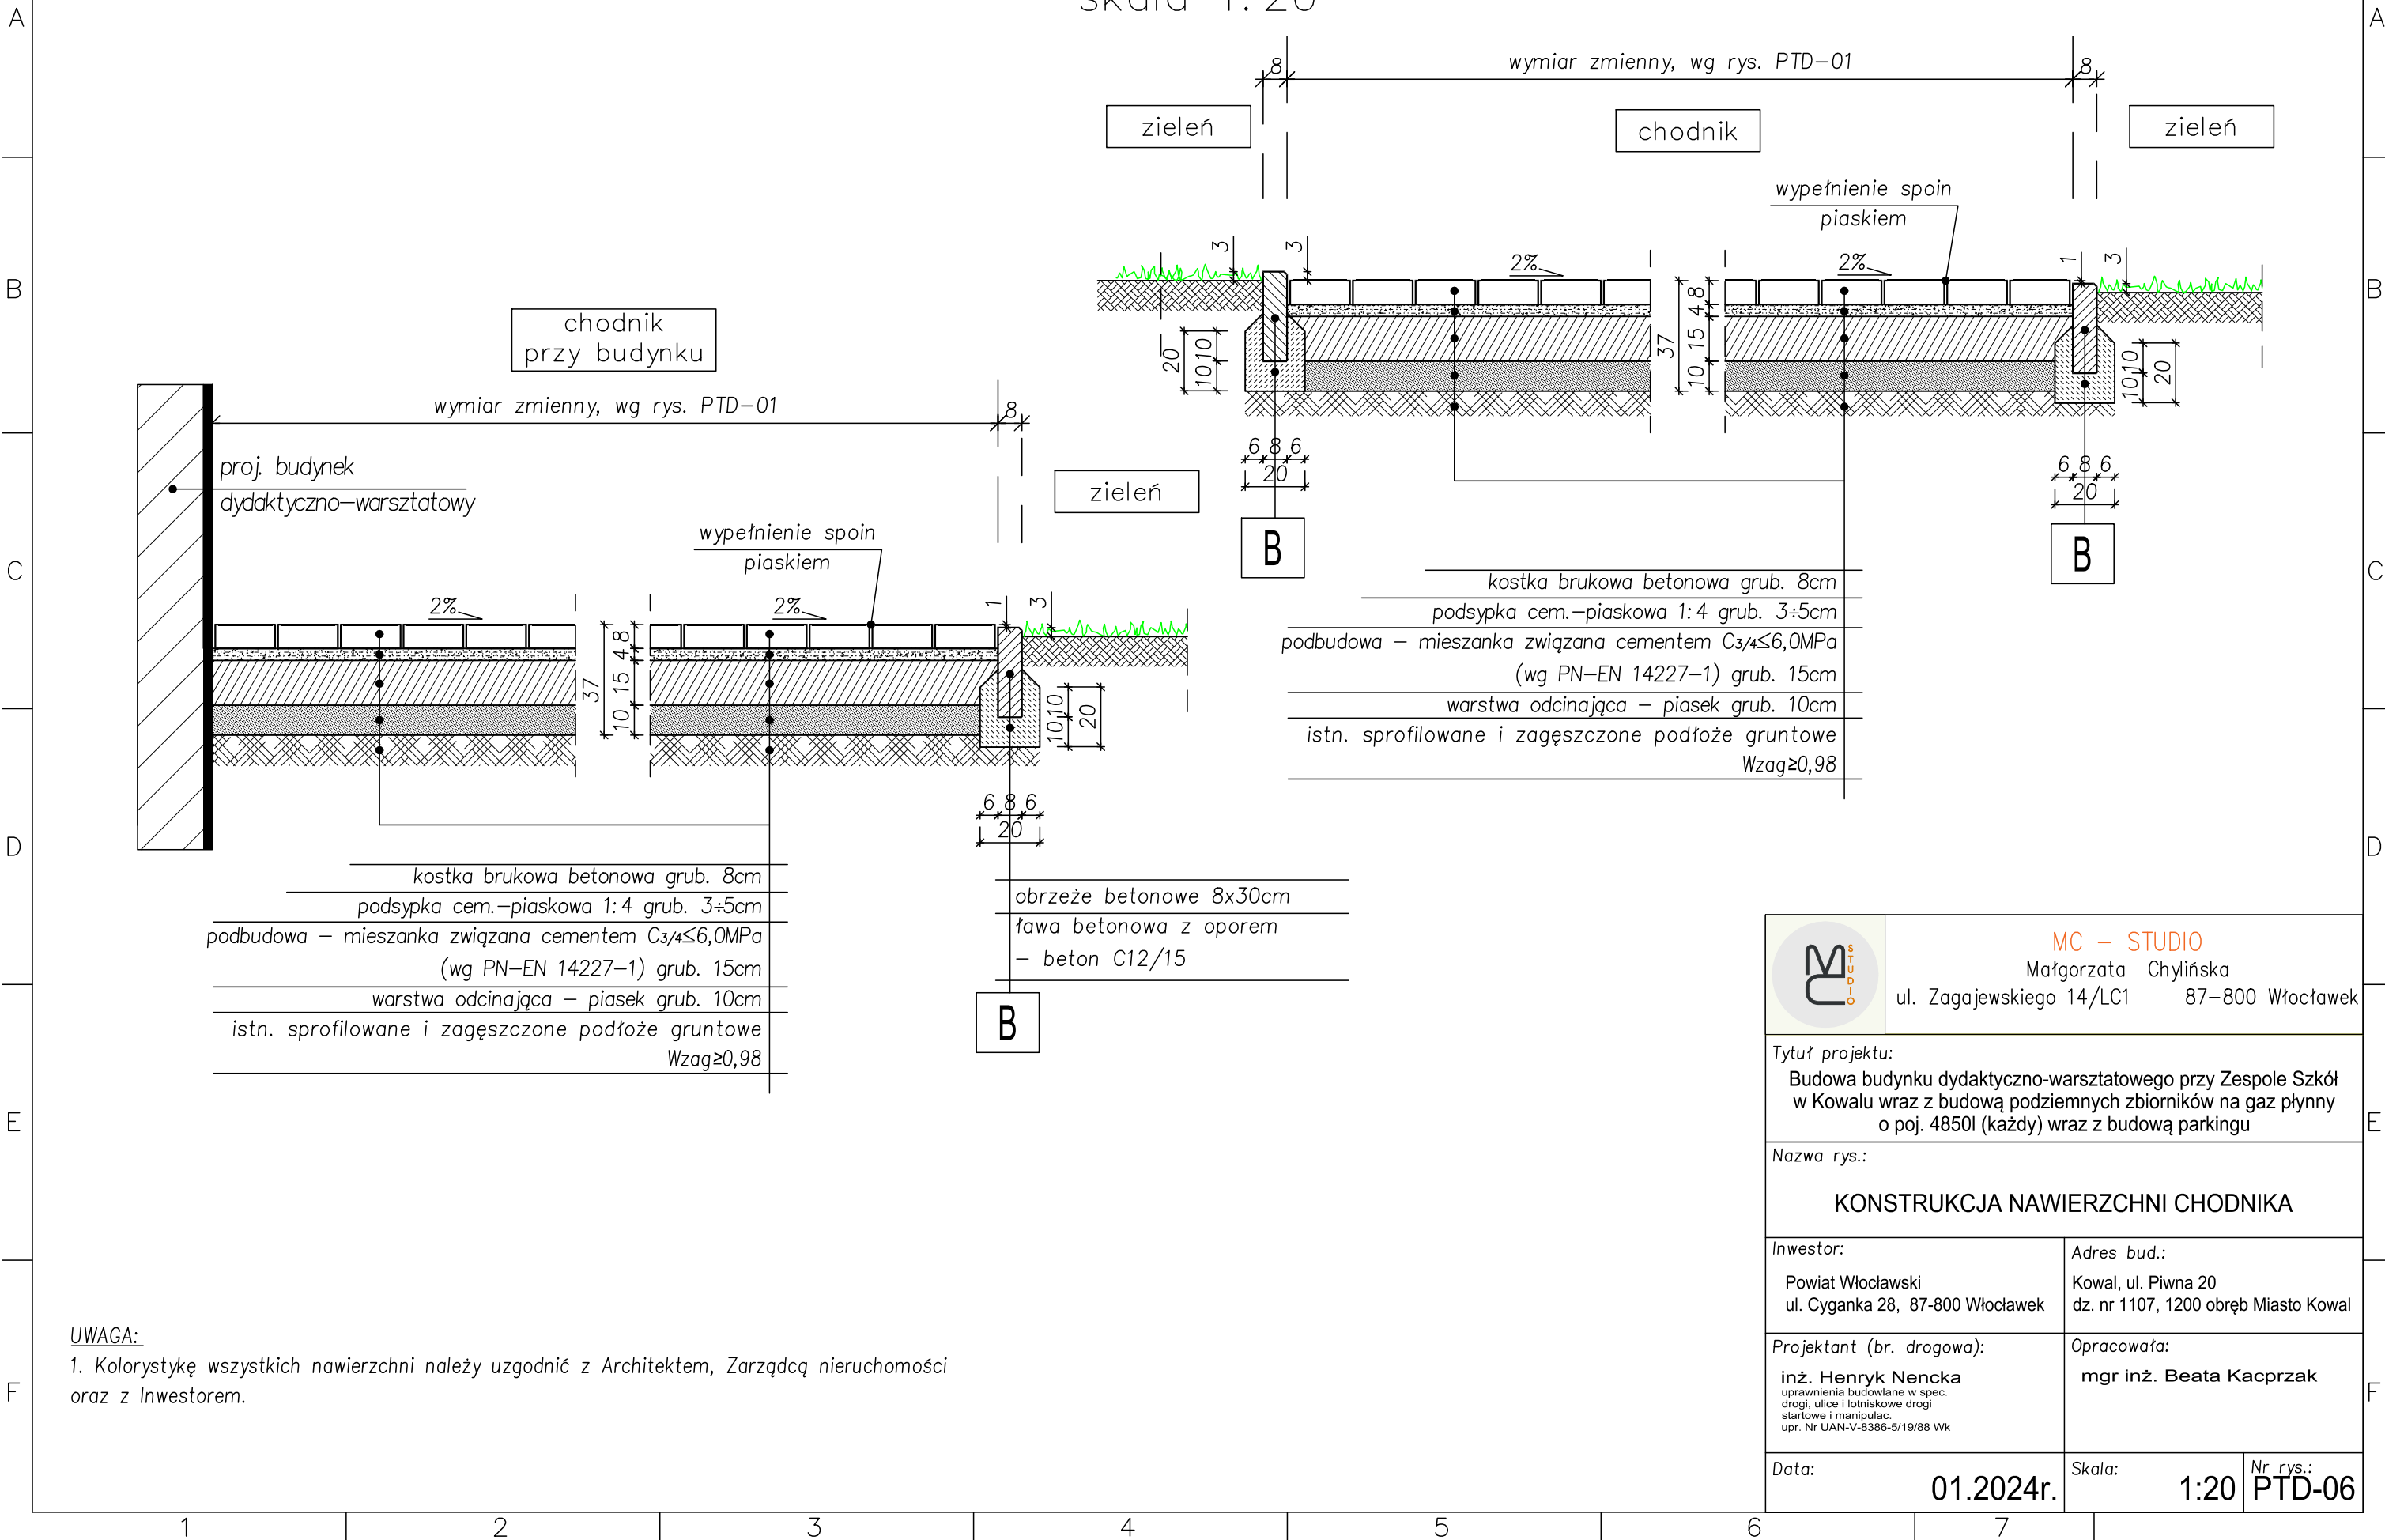 skala 1:20
A
A
8
wymiar zmienny, wg rys. PTD-01
8
zieleń
chodnik
zieleń
wypełnienie spoin
piaskiem
3
3
2%
2%
1
3
B
B
8
4
15
10
37
20
10
10
10
10
20
6 8 6
20
6 8 6
20
B
B
kostka brukowa betonowa grub. 8cm
podsypka cem.-piaskowa 1:4 grub. 3÷5cm
podbudowa – mieszanka związana cementem C3/4≤6,0MPa
(wg PN-EN 14227-1) grub. 15cm
warstwa odcinająca – piasek grub. 10cm
istn. sprofilowane i zagęszczone podłoże gruntowe
Wzag≥0,98
chodnik
przy budynku
wymiar zmienny, wg rys. PTD-01
8
proj. budynek
dydaktyczno-warsztatowy
zieleń
wypełnienie spoin
piaskiem
C
C
2%
2%
1
3
8
4
15
10
37
10
10
20
6 8 6
20
D
D
kostka brukowa betonowa grub. 8cm
podsypka cem.-piaskowa 1:4 grub. 3÷5cm
podbudowa – mieszanka związana cementem C3/4≤6,0MPa
(wg PN-EN 14227-1) grub. 15cm
warstwa odcinająca – piasek grub. 10cm
istn. sprofilowane i zagęszczone podłoże gruntowe
Wzag≥0,98
obrzeże betonowe 8x30cm
ława betonowa z oporem
– beton C12/15
B
MC STUDIO
MC – STUDIO
Małgorzata Chylińska
ul. Zagajewskiego 14/LC1 87-800 Włocławek
Tytuł projektu:
Budowa budynku dydaktyczno-warsztatowego przy Zespole Szkół
w Kowalu wraz z budową podziemnych zbiorników na gaz płynny
o poj. 4850l (każdy) wraz z budową parkingu
E
E
Nazwa rys.:
KONSTRUKCJA NAWIERZCHNI CHODNIKA
Inwestor:
Powiat Włocławski
ul. Cyganka 28, 87-800 Włocławek
Adres bud.:
Kowal, ul. Piwna 20
dz. nr 1107, 1200 obręb Miasto Kowal
Projektant (br. drogowa):
inż. Henryk Nencka
uprawnienia budowlane w spec.
drogi, ulice i lotniskowe drogi
startowe i manipulac.
upr. Nr UAN-V-8386-5/19/88 Wk
Opracowała:
mgr inż. Beata Kacprzak
Data:
01.2024r.
Skala:
1:20
Nr rys.:
PTD-06
UWAGA:
1. Kolorystykę wszystkich nawierzchni należy uzgodnić z Architektem, Zarządcą nieruchomości
oraz z Inwestorem.
F
F
1 2 3 4 5 6 7